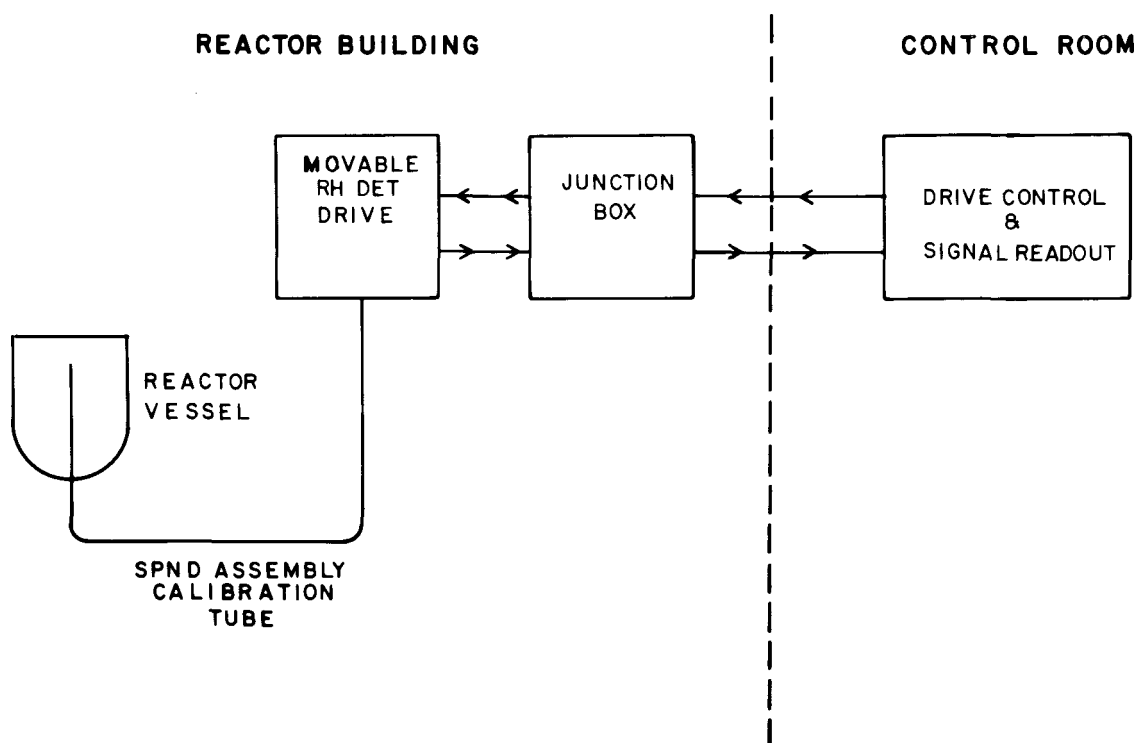 REACTOR BUILDING
CONTROL ROOM
MOVABLE
RH DET
DRIVE
JUNCTION
BOX
DRIVE CONTROL
&
SIGNAL READOUT
REACTOR
VESSEL
SPND ASSEMBLY
CALIBRATION
TUBE